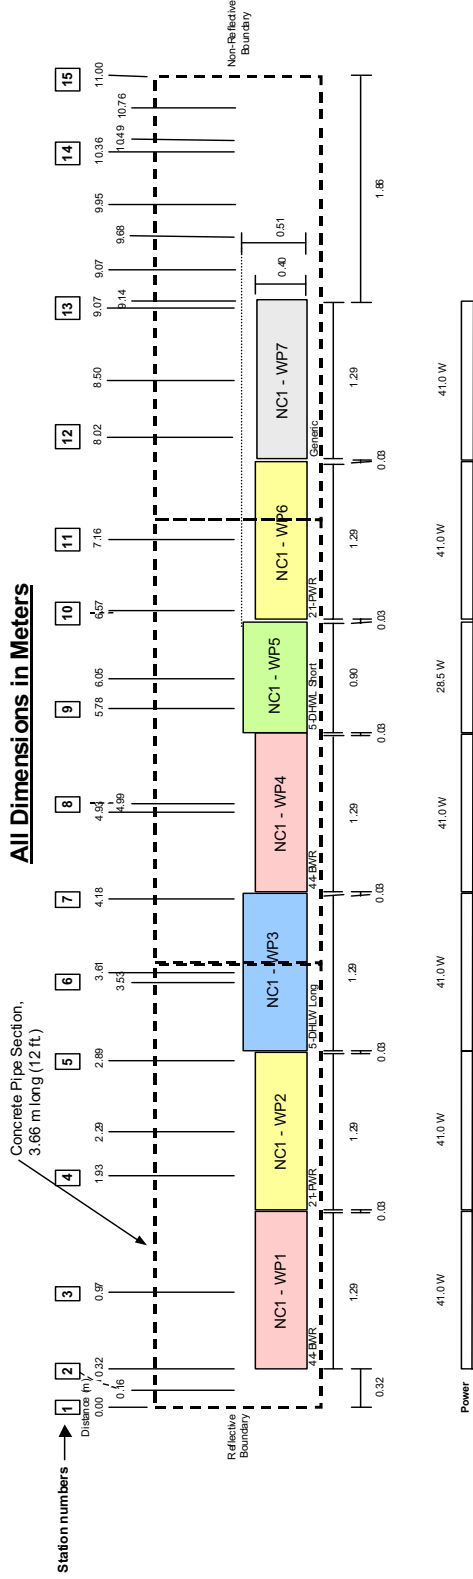 All Dimensions in Meters
Concrete Pipe Section,
3.66 m long (12 ft.)
Station numbers
1 2 3 4 5 6 7 8 9 10 11 12 13 14 15
Distance (m)
0.00 0.32 0.97 1.93 2.29 2.89 3.61 4.18 4.93 5.78 6.05 6.57 7.16 8.02 8.50 9.07 9.07 9.68 9.95 10.36 10.49 10.76 11.00
0.16 3.53 4.99 9.14
Reflective
Boundary
Non-Reflective
Boundary
NC1 - WP1
NC1 - WP2
NC1 - WP3
NC1 - WP4
NC1 - WP5
NC1 - WP6
NC1 - WP7
44-BWR
21-PWR
5-DHLW Long
44-BWR
5-DHWL Short
21-PWR
Generic
0.40
0.51
1.29 1.29 1.29 1.29 0.90 1.29 1.29
0.32 0.03 0.03 0.03 0.03 0.03 0.03 1.86
Power
41.0 W 41.0 W 41.0 W 41.0 W 28.5 W 41.0 W 41.0 W